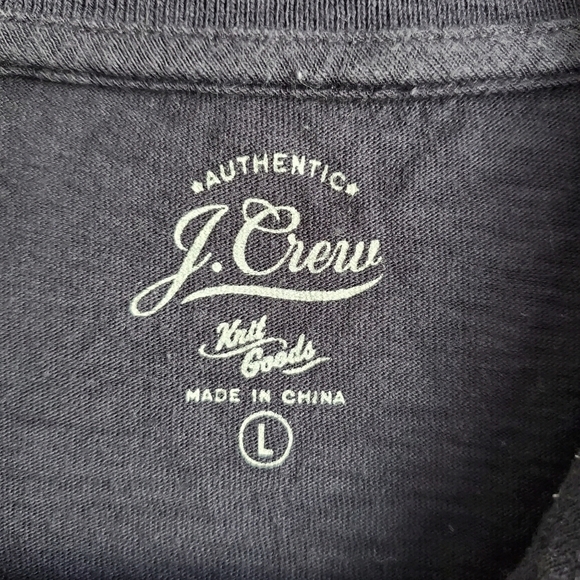 ★AUTHENTIC★
J.Crew
Knit
Goods
MADE IN CHINA
L